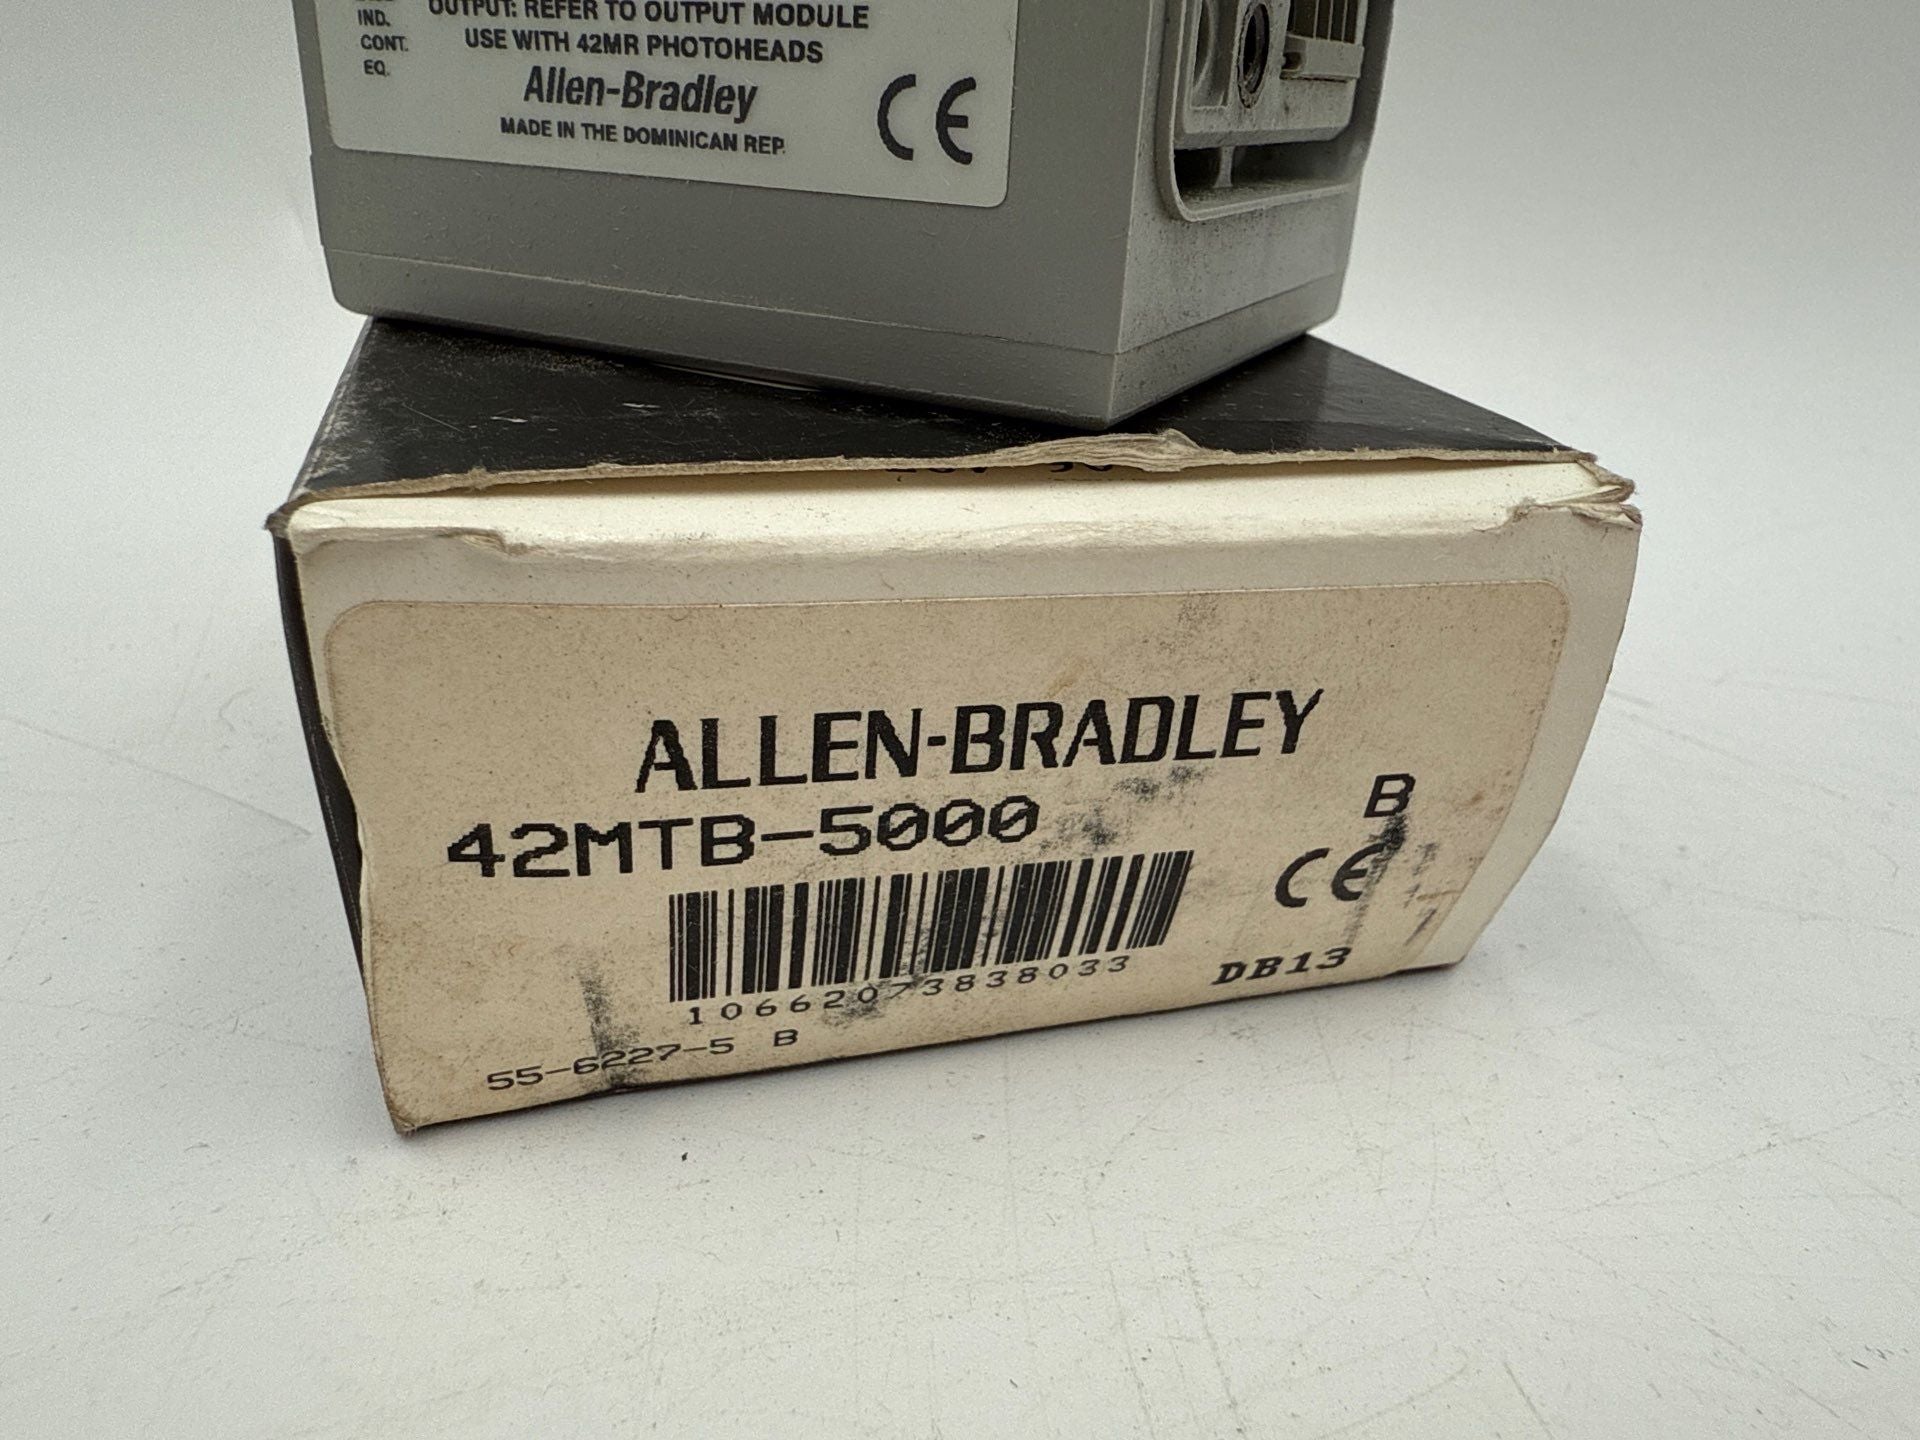 OUTPUT: REFER TO OUTPUT MODULE
IND.
USE WITH 42MR PHOTOHEADS
CONT.
EQ.
Allen-Bradley
CE
MADE IN THE DOMINICAN REP.
ALLEN-BRADLEY
42MTB-5000
B
CE
10662073838033
DB13
55-6227-5 B